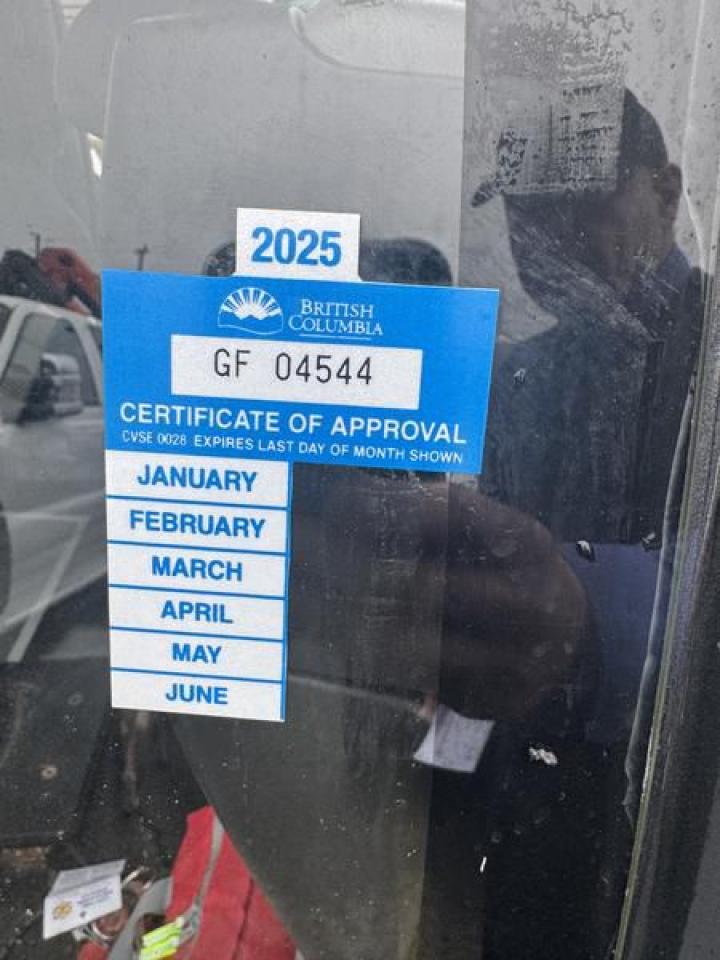 2025
BRITISH
COLUMBIA
GF 04544
CERTIFICATE OF APPROVAL
CVSE 0028 EXPIRES LAST DAY OF MONTH SHOWN
JANUARY
FEBRUARY
MARCH
APRIL
MAY
JUNE